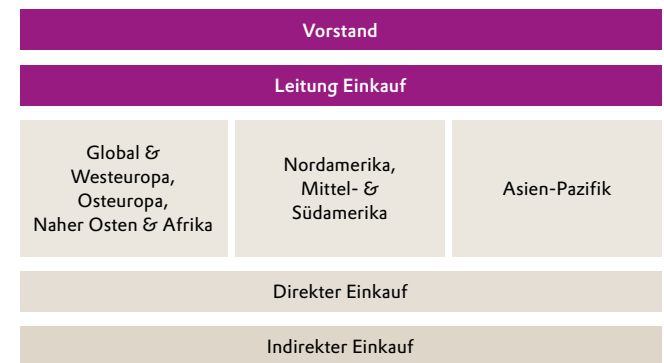 Vorstand
Leitung Einkauf
Global &
Westeuropa,
Osteuropa,
Naher Osten & Afrika
Nordamerika,
Mittel- &
Südamerika
Asien-Pazifik
Direkter Einkauf
Indirekter Einkauf